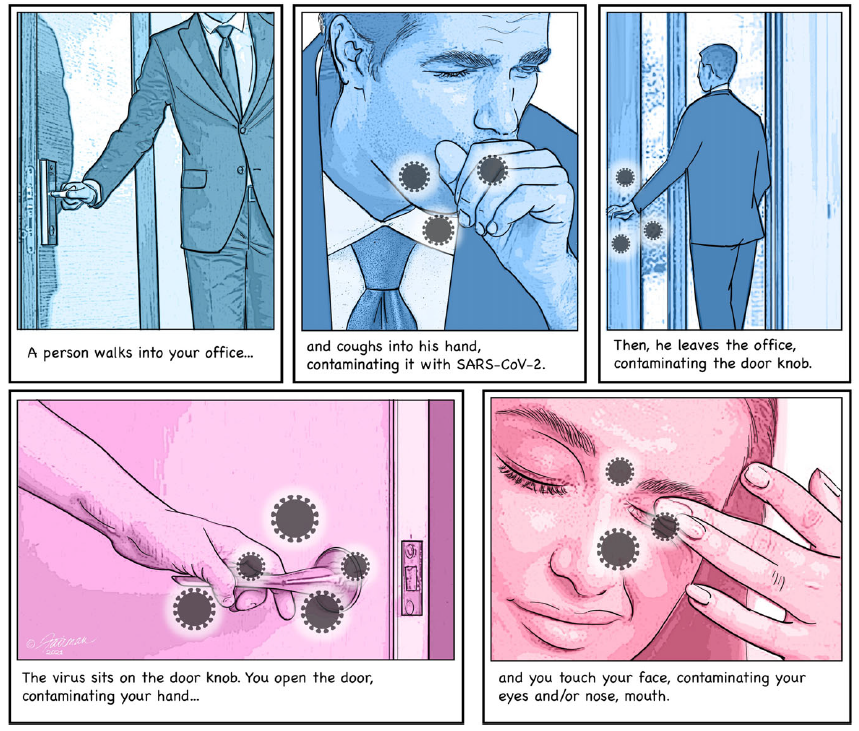 A person walks into your office...
and coughs into his hand,
contaminating it with SARS-CoV-2.
Then, he leaves the office,
contaminating the door knob.
©
2021
The virus sits on the door knob. You open the door,
contaminating your hand...
and you touch your face, contaminating your
eyes and/or nose, mouth.